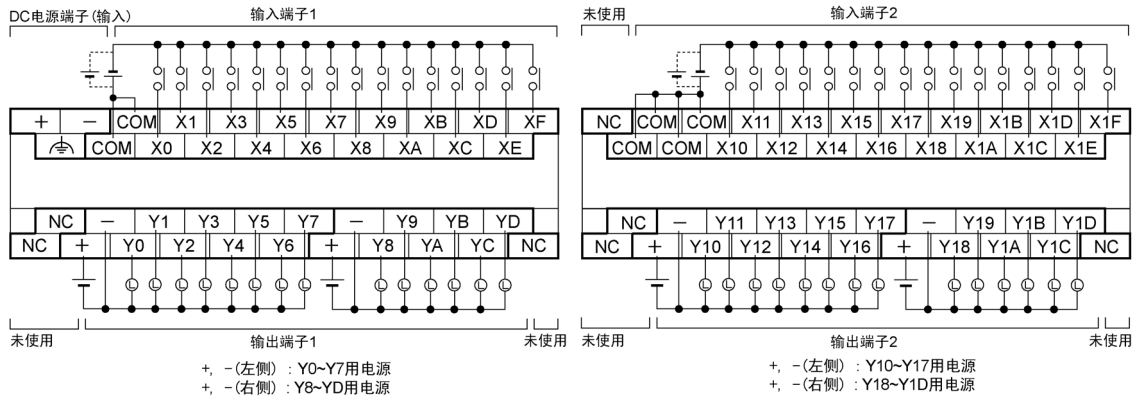 DC电源端子(输入) 输入端子1 未使用 输入端子2
+ − COM X1 X3 X5 X7 X9 XB XD XF NC COM COM X11 X13 X15 X17 X19 X1B X1D X1F
COM X0 X2 X4 X6 X8 XA XC XE COM COM X10 X12 X14 X16 X18 X1A X1C X1E
NC − Y1 Y3 Y5 Y7 − Y9 YB YD NC − Y11 Y13 Y15 Y17 − Y19 Y1B Y1D
NC + Y0 Y2 Y4 Y6 + Y8 YA YC NC NC + Y10 Y12 Y14 Y16 + Y18 Y1A Y1C NC
L L L L L L L L L L L L L L L L L L L L L L L L L L L L
未使用 输出端子1 未使用 未使用 输出端子2 未使用
+, −(左侧) : Y0~Y7用电源 +, −(左侧) : Y10~Y17用电源
+, −(右侧) : Y8~YD用电源 +, −(右侧) : Y18~Y1D用电源